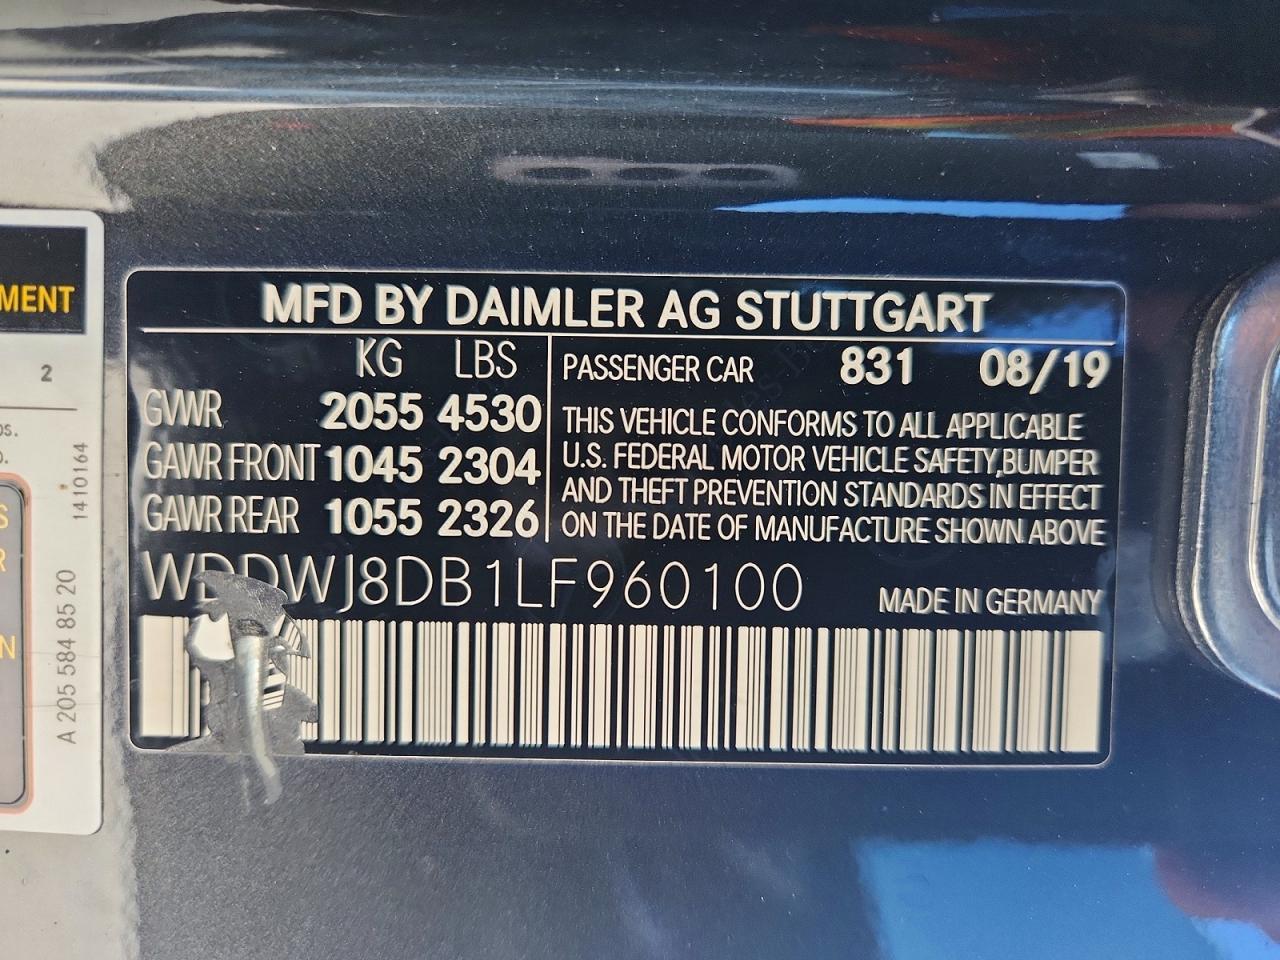 MENT
2
os.
1410164
A 205 584 85 20
S
R
N
MFD BY DAIMLER AG STUTTGART
KG LBS
GVWR 2055 4530
GAWR FRONT 1045 2304
GAWR REAR 1055 2326
PASSENGER CAR 831 08/19
THIS VEHICLE CONFORMS TO ALL APPLICABLE
U.S. FEDERAL MOTOR VEHICLE SAFETY,BUMPER
AND THEFT PREVENTION STANDARDS IN EFFECT
ON THE DATE OF MANUFACTURE SHOWN ABOVE
WDDWJ8DB1LF960100
MADE IN GERMANY